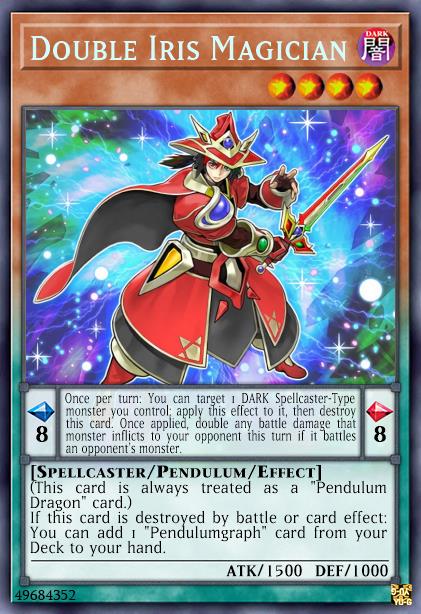 Double Iris Magician
DARK
闇
Once per turn: You can target 1 DARK Spellcaster-Type
monster you control; apply this effect to it, then destroy
this card. Once applied, double any battle damage that
monster inflicts to your opponent this turn if it battles
an opponent's monster.
8
8
[Spellcaster/Pendulum/Effect]
(This card is always treated as a "Pendulum
Dragon" card.)
If this card is destroyed by battle or card effect:
You can add 1 "Pendulumgraph" card from your
Deck to your hand.
ATK/1500 DEF/1000
49684352